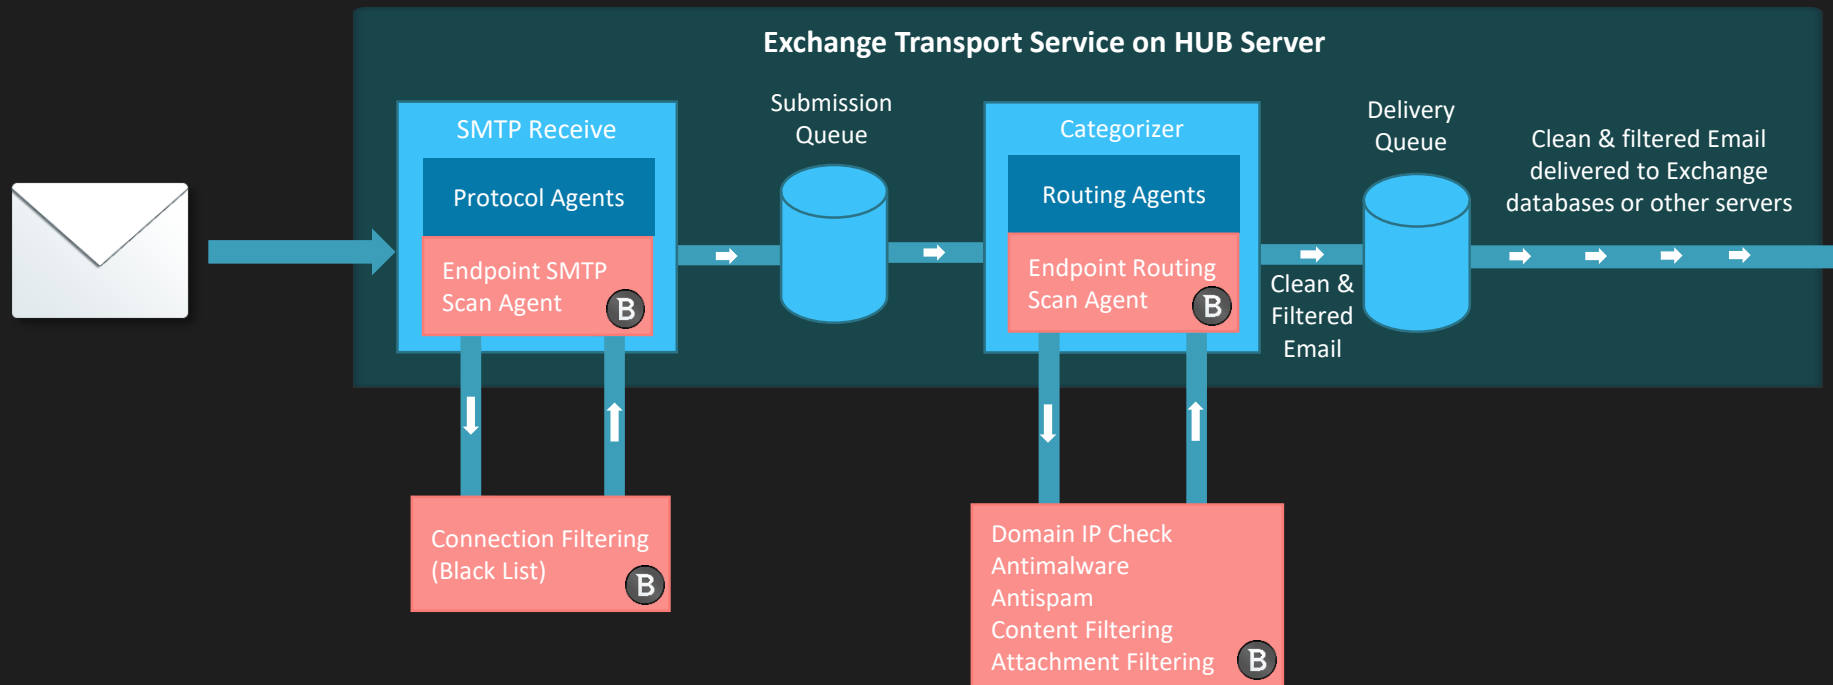 Exchange Transport Service on HUB Server
SMTP Receive
Protocol Agents
Endpoint SMTP
Scan Agent
B
Submission
Queue
Categorizer
Routing Agents
Endpoint Routing
Scan Agent
B
Clean &
Filtered
Email
Delivery
Queue
Clean & filtered Email
delivered to Exchange
databases or other servers
Connection Filtering
(Black List)
B
Domain IP Check
Antimalware
Antispam
Content Filtering
Attachment Filtering
B